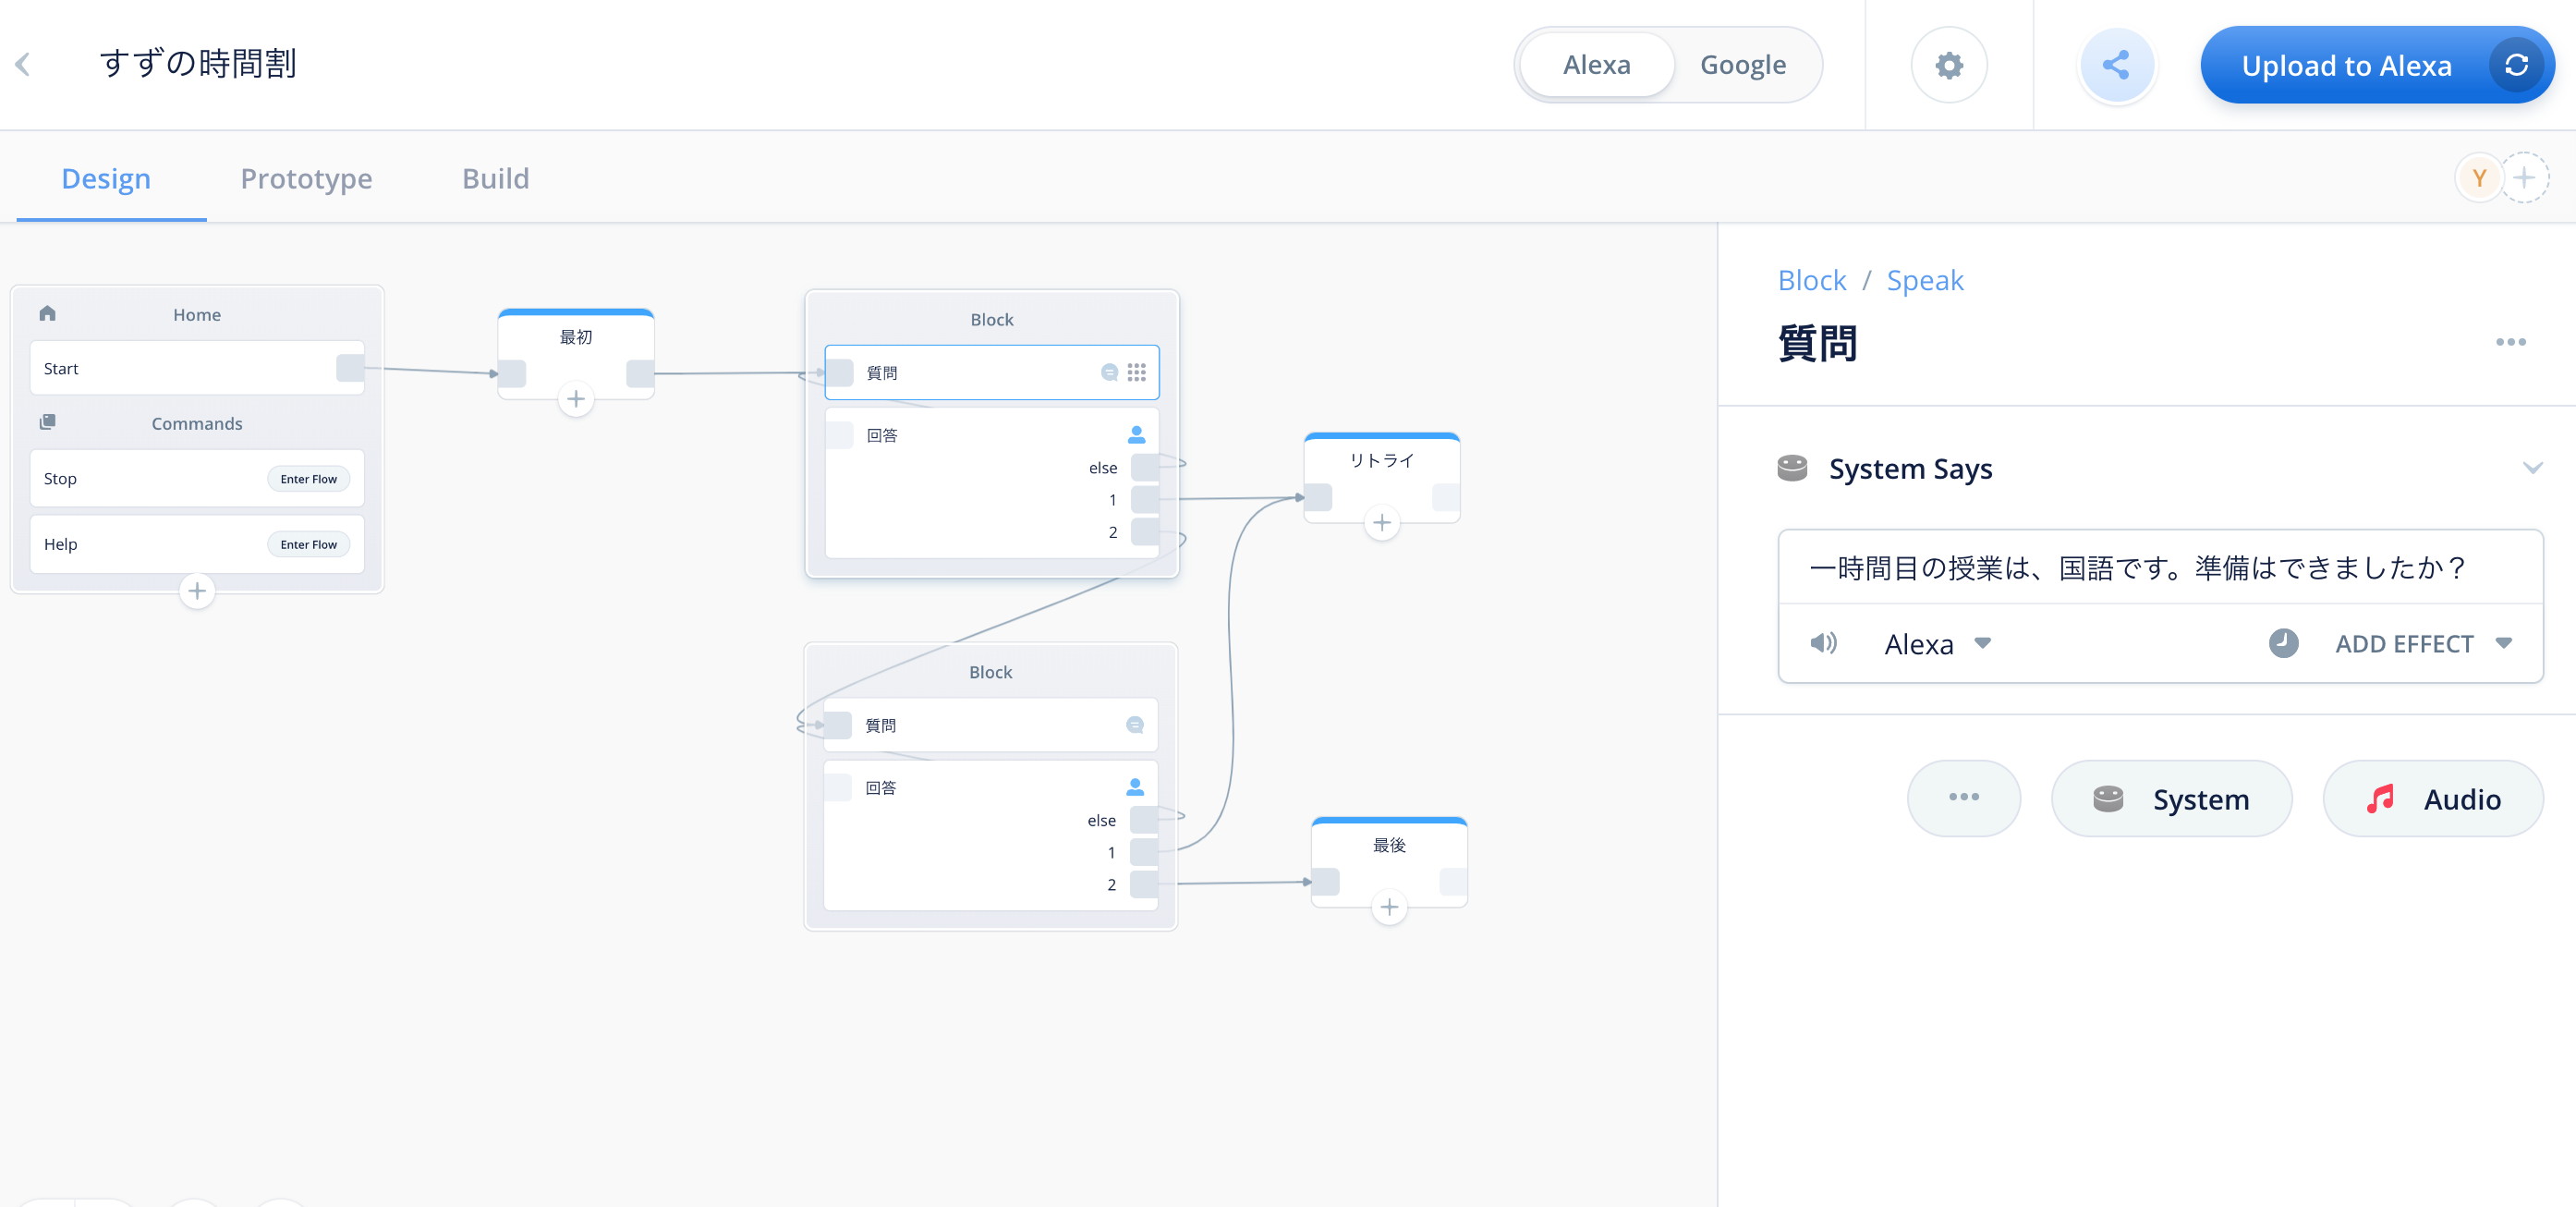 すずの時間割
Alexa
Google
Upload to Alexa
Design
Prototype
Build
Y
Home
Start
Commands
Stop
Enter Flow
Help
Enter Flow
最初
Block
質問
回答
else
1
2
リトライ
Block
質問
回答
else
1
2
最後
Block / Speak
質問
System Says
一時間目の授業は、国語です。準備はできましたか？
Alexa
ADD EFFECT
System
Audio